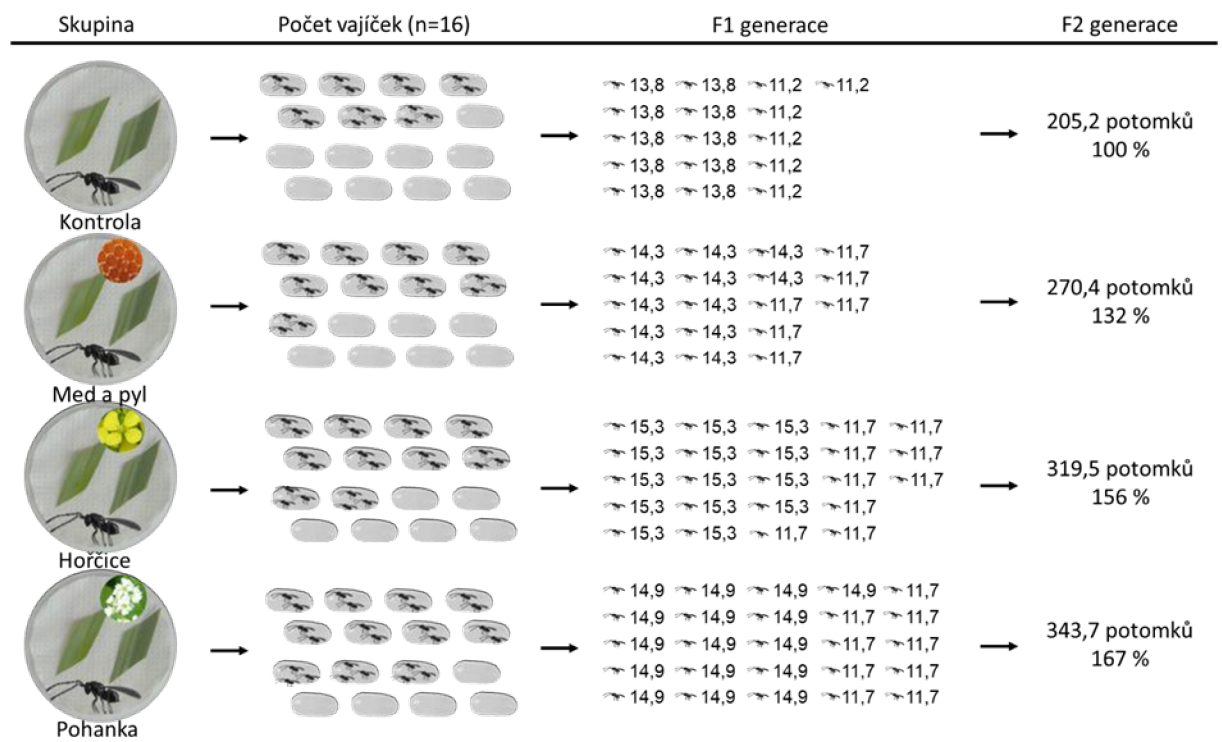 Skupina Počet vajíček (n=16) F1 generace F2 generace
13,8 13,8 11,2 11,2
13,8 13,8 11,2
13,8 13,8 11,2
13,8 13,8 11,2
13,8 13,8 11,2
205,2 potomků
100 %
Kontrola
14,3 14,3 14,3 11,7
14,3 14,3 14,3 11,7
14,3 14,3 11,7 11,7
14,3 14,3 11,7
14,3 14,3 11,7
270,4 potomků
132 %
Med a pyl
15,3 15,3 15,3 11,7 11,7
15,3 15,3 15,3 11,7 11,7
15,3 15,3 15,3 11,7 11,7
15,3 15,3 15,3 11,7
15,3 15,3 11,7 11,7
319,5 potomků
156 %
Hořčice
14,9 14,9 14,9 14,9 11,7
14,9 14,9 14,9 11,7 11,7
14,9 14,9 14,9 11,7 11,7
14,9 14,9 14,9 11,7 11,7
14,9 14,9 14,9 11,7 11,7
343,7 potomků
167 %
Pohanka